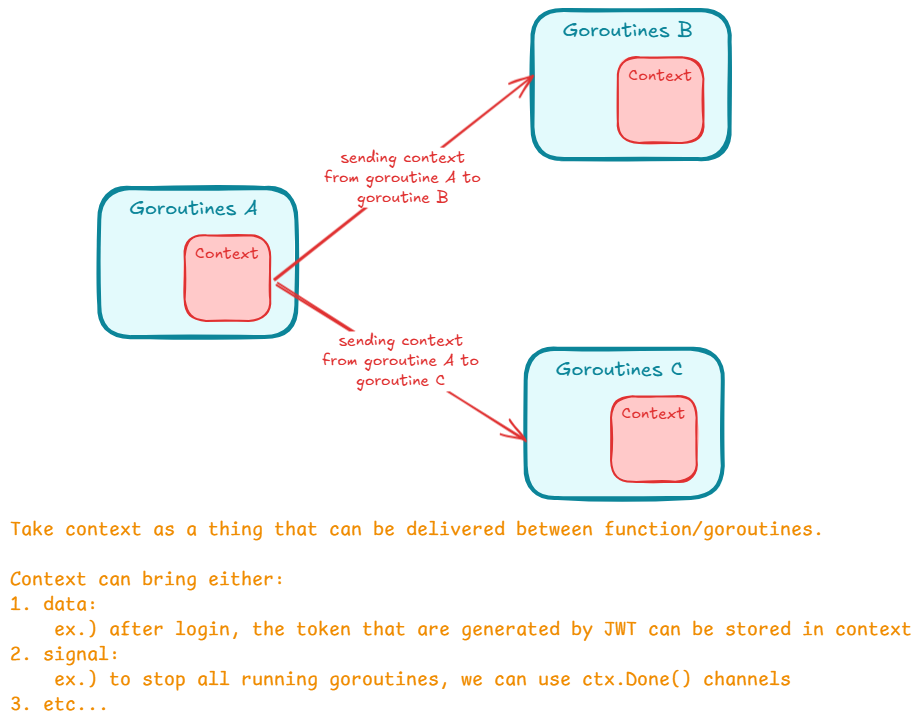 Goroutines B
Context
sending context
from goroutine A to
goroutine B
Goroutines A
Context
sending context
from goroutine A to
goroutine C
Goroutines C
Context
Take context as a thing that can be delivered between function/goroutines.
Context can bring either:
1. data:
ex.) after login, the token that are generated by JWT can be stored in context
2. signal:
ex.) to stop all running goroutines, we can use ctx.Done() channels
3. etc...